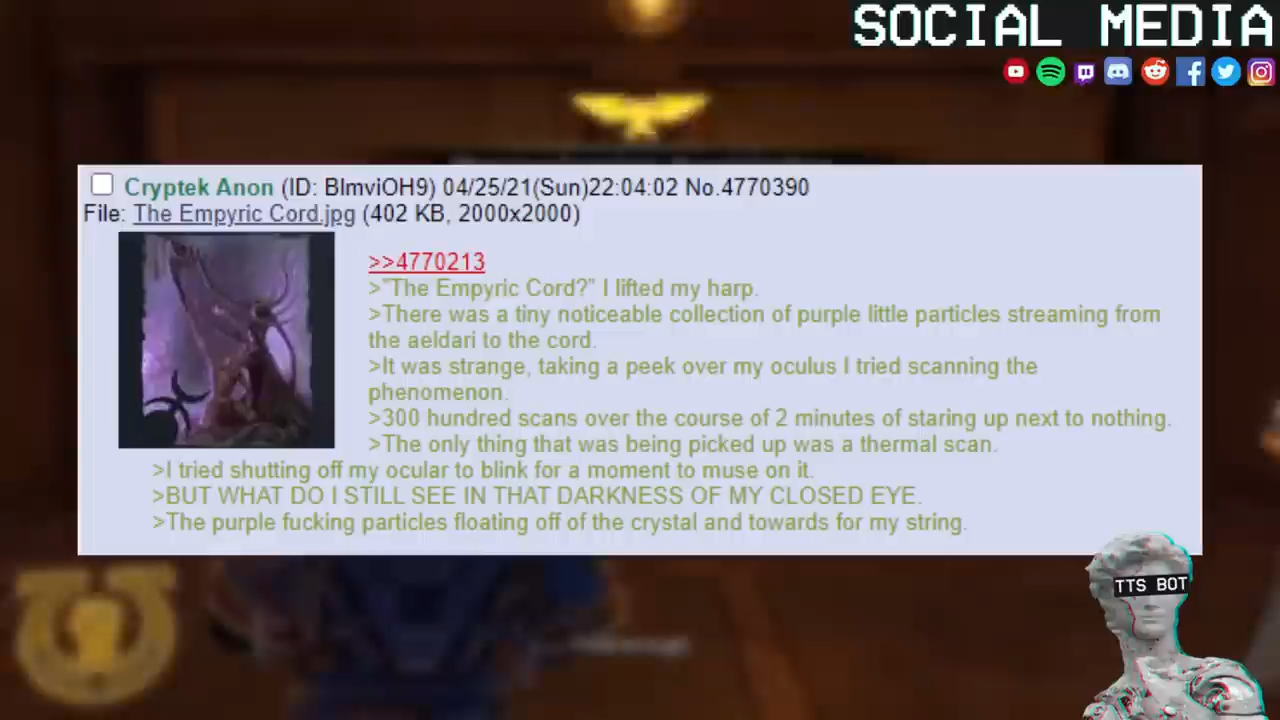 SOCIAL MEDIA
Cryptek Anon (ID: BlmviOH9) 04/25/21(Sun)22:04:02 No.4770390
File: The Empyric Cord.jpg (402 KB, 2000x2000)
>>4770213
>"The Empyric Cord?" I lifted my harp.
>There was a tiny noticeable collection of purple little particles streaming from
the aeldari to the cord.
>It was strange, taking a peek over my oculus I tried scanning the
phenomenon.
>300 hundred scans over the course of 2 minutes of staring up next to nothing.
>The only thing that was being picked up was a thermal scan.
>I tried shutting off my ocular to blink for a moment to muse on it.
>BUT WHAT DO I STILL SEE IN THAT DARKNESS OF MY CLOSED EYE.
>The purple fucking particles floating off of the crystal and towards for my string.
TTS BOT